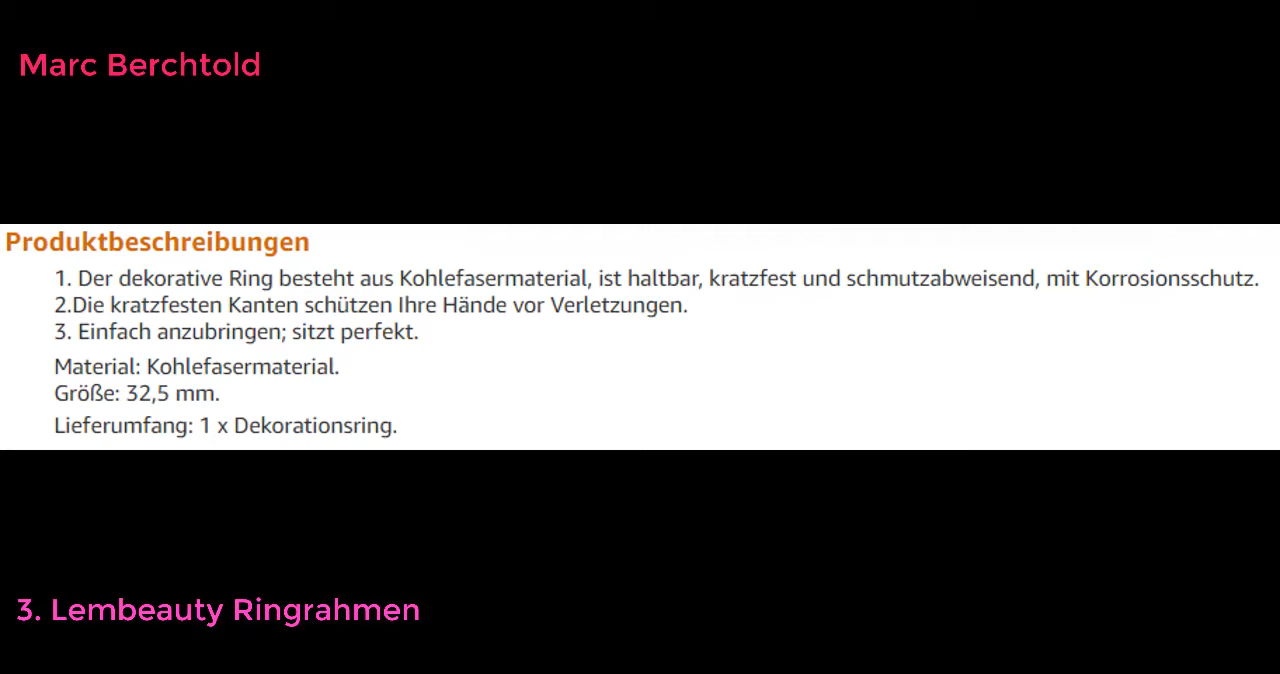 Marc Berchtold
Produktbeschreibungen
1. Der dekorative Ring besteht aus Kohlefasermaterial, ist haltbar, kratzfest und schmutzabweisend, mit Korrosionsschutz.
2.Die kratzfesten Kanten schützen Ihre Hände vor Verletzungen.
3. Einfach anzubringen; sitzt perfekt.
Material: Kohlefasermaterial.
Größe: 32,5 mm.
Lieferumfang: 1 x Dekorationsring.
3. Lembeauty Ringrahmen